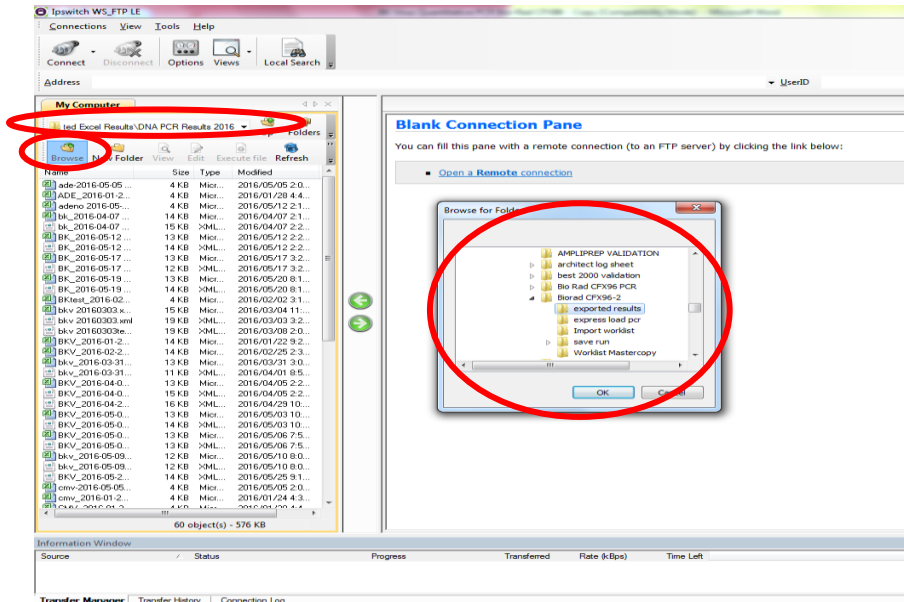 Ipswitch WS_FTP LE
Connections View Tools Help
Connect Disconnect Options Views Local Search
Address UserID
My Computer
ted Excel Results\DNA PCR Results 2016 Folders
Browse New Folder View Edit Execute file Refresh
Name Size Type Modified
ade-2016-05-05 ... 4 KB Micr... 2016/05/05 2:0...
ADE_2016-01-2... 4 KB Micr... 2016/01/28 4:4...
adeno 2016-05-... 4 KB Micr... 2016/05/12 2:1...
bk_2016-04-07 ... 14 KB Micr... 2016/04/07 2:1...
bk_2016-04-07 ... 15 KB XML... 2016/04/07 2:2...
BK_2016-05-12 ... 13 KB Micr... 2016/05/12 2:2...
BK_2016-05-12 ... 14 KB XML... 2016/05/12 2:2...
BK_2016-05-17 ... 13 KB Micr... 2016/05/17 3:2...
BK_2016-05-17 ... 12 KB XML... 2016/05/17 3:2...
BK_2016-05-19 ... 13 KB Micr... 2016/05/20 8:1...
BK_2016-05-19 ... 14 KB XML... 2016/05/20 8:1...
BKtest_2016-02... 4 KB Micr... 2016/02/02 3:1...
bkv 20160303.x... 15 KB Micr... 2016/03/04 11:...
bkv 20160303.xml 19 KB XML... 2016/03/03 3:2...
bkv 20160303te... 19 KB XML... 2016/03/08 2:0...
BKV_2016-01-2... 14 KB Micr... 2016/01/22 9:2...
BKV_2016-02-2... 14 KB Micr... 2016/02/25 2:3...
bkv_2016-03-31... 13 KB Micr... 2016/03/31 3:0...
bkv_2016-03-31... 11 KB XML... 2016/04/01 8:5...
BKV_2016-04-0... 13 KB Micr... 2016/04/05 2:2...
BKV_2016-04-0... 15 KB XML... 2016/04/05 2:2...
BKV_2016-04-2... 16 KB XML... 2016/04/29 10:...
BKV_2016-05-0... 13 KB Micr... 2016/05/03 10:...
BKV_2016-05-0... 14 KB XML... 2016/05/03 10:...
BKV_2016-05-0... 13 KB Micr... 2016/05/06 7:5...
BKV_2016-05-0... 13 KB XML... 2016/05/06 7:5...
bkv_2016-05-09... 12 KB Micr... 2016/05/10 8:0...
bkv_2016-05-09... 12 KB XML... 2016/05/10 8:0...
BKV_2016-05-2... 14 KB XML... 2016/05/25 9:1...
cmv-2016-05-05... 4 KB Micr... 2016/05/05 2:0...
cmv_2016-01-2... 4 KB Micr... 2016/01/24 4:3...
60 object(s) - 576 KB
Blank Connection Pane
You can fill this pane with a remote connection (to an FTP server) by clicking the link below:
Open a Remote connection
Browse for Folder
AMPLIPREP VALIDATION
architect log sheet
best 2000 validation
Bio Rad CFX96 PCR
Biorad CFX96-2
exported results
express load pcr
Import worklist
save run
Worklist Mastercopy
OK Cancel
Information Window
Source Status Progress Transferred Rate (kBps) Time Left
Transfer Manager Transfer History Connection Log